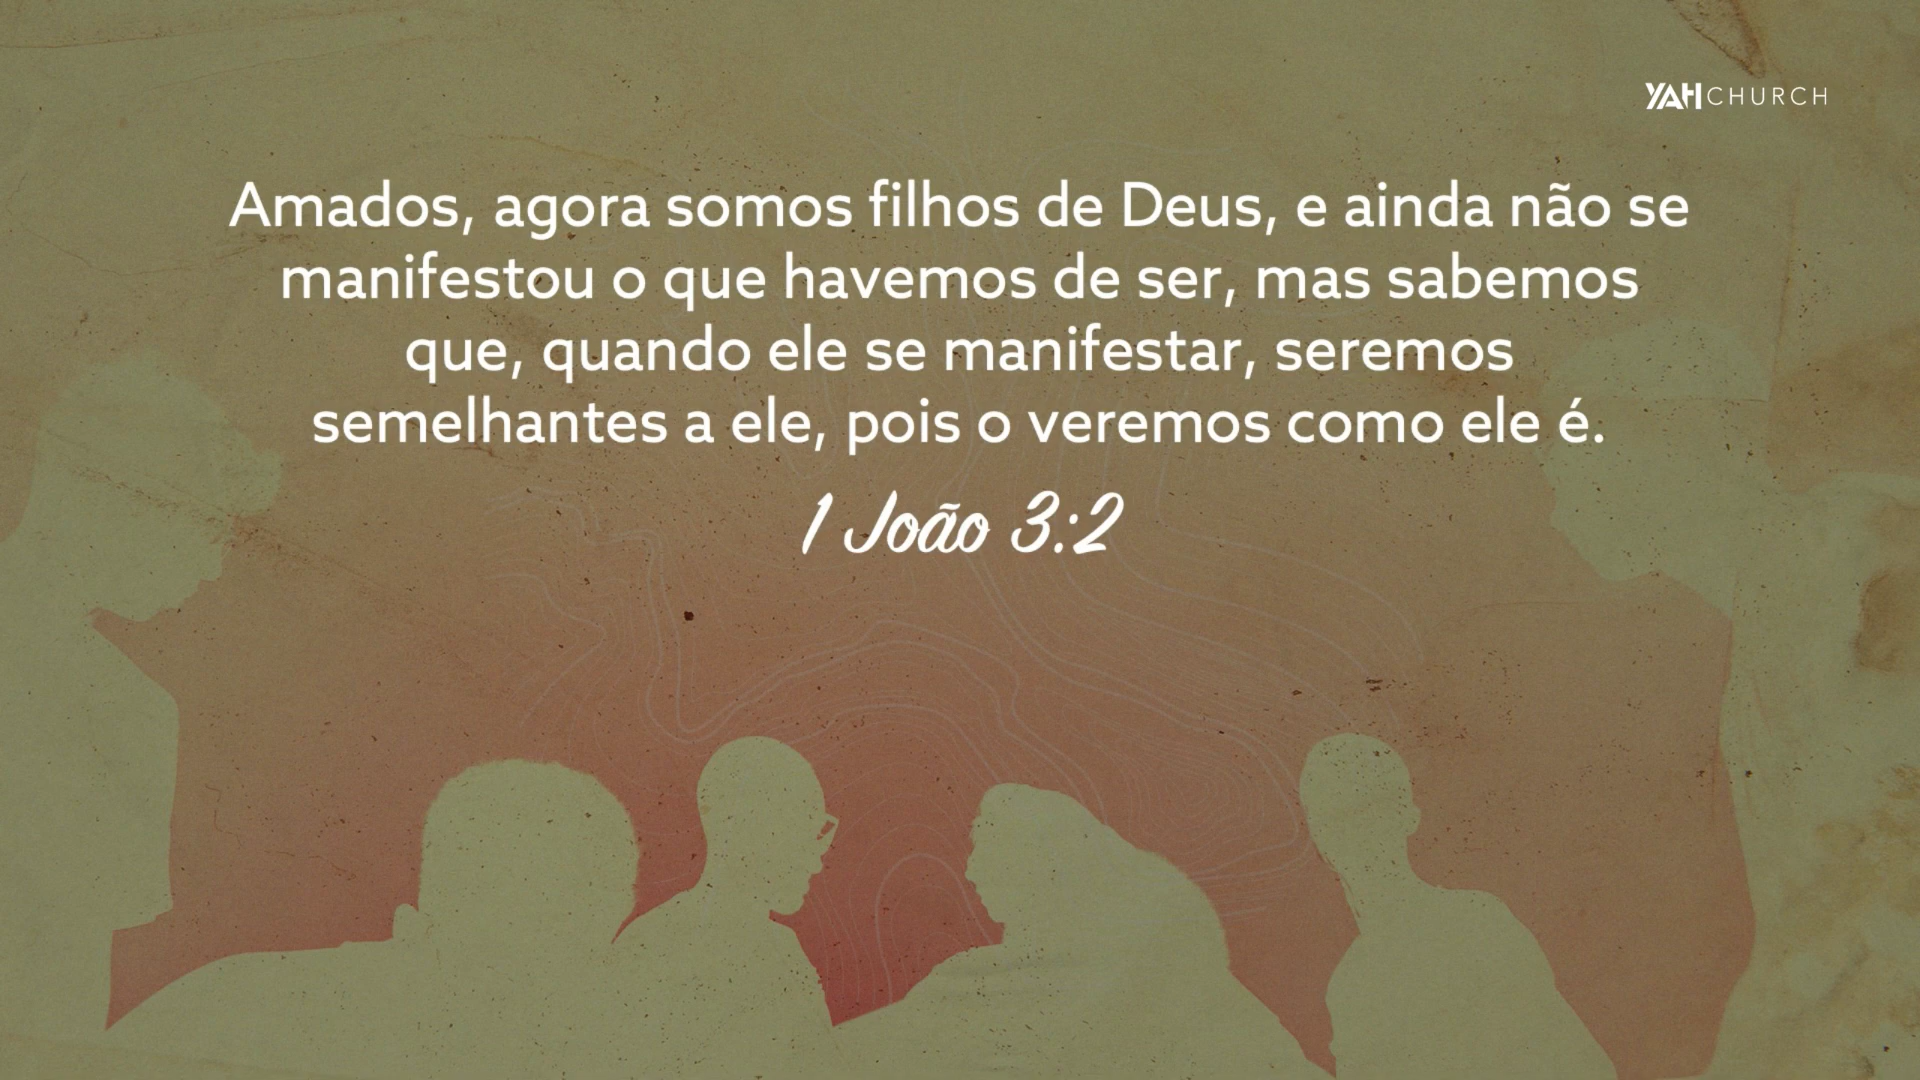 YAH CHURCH
Amados, agora somos filhos de Deus, e ainda não se
manifestou o que havemos de ser, mas sabemos
que, quando ele se manifestar, seremos
semelhantes a ele, pois o veremos como ele é.
1 João 3:2